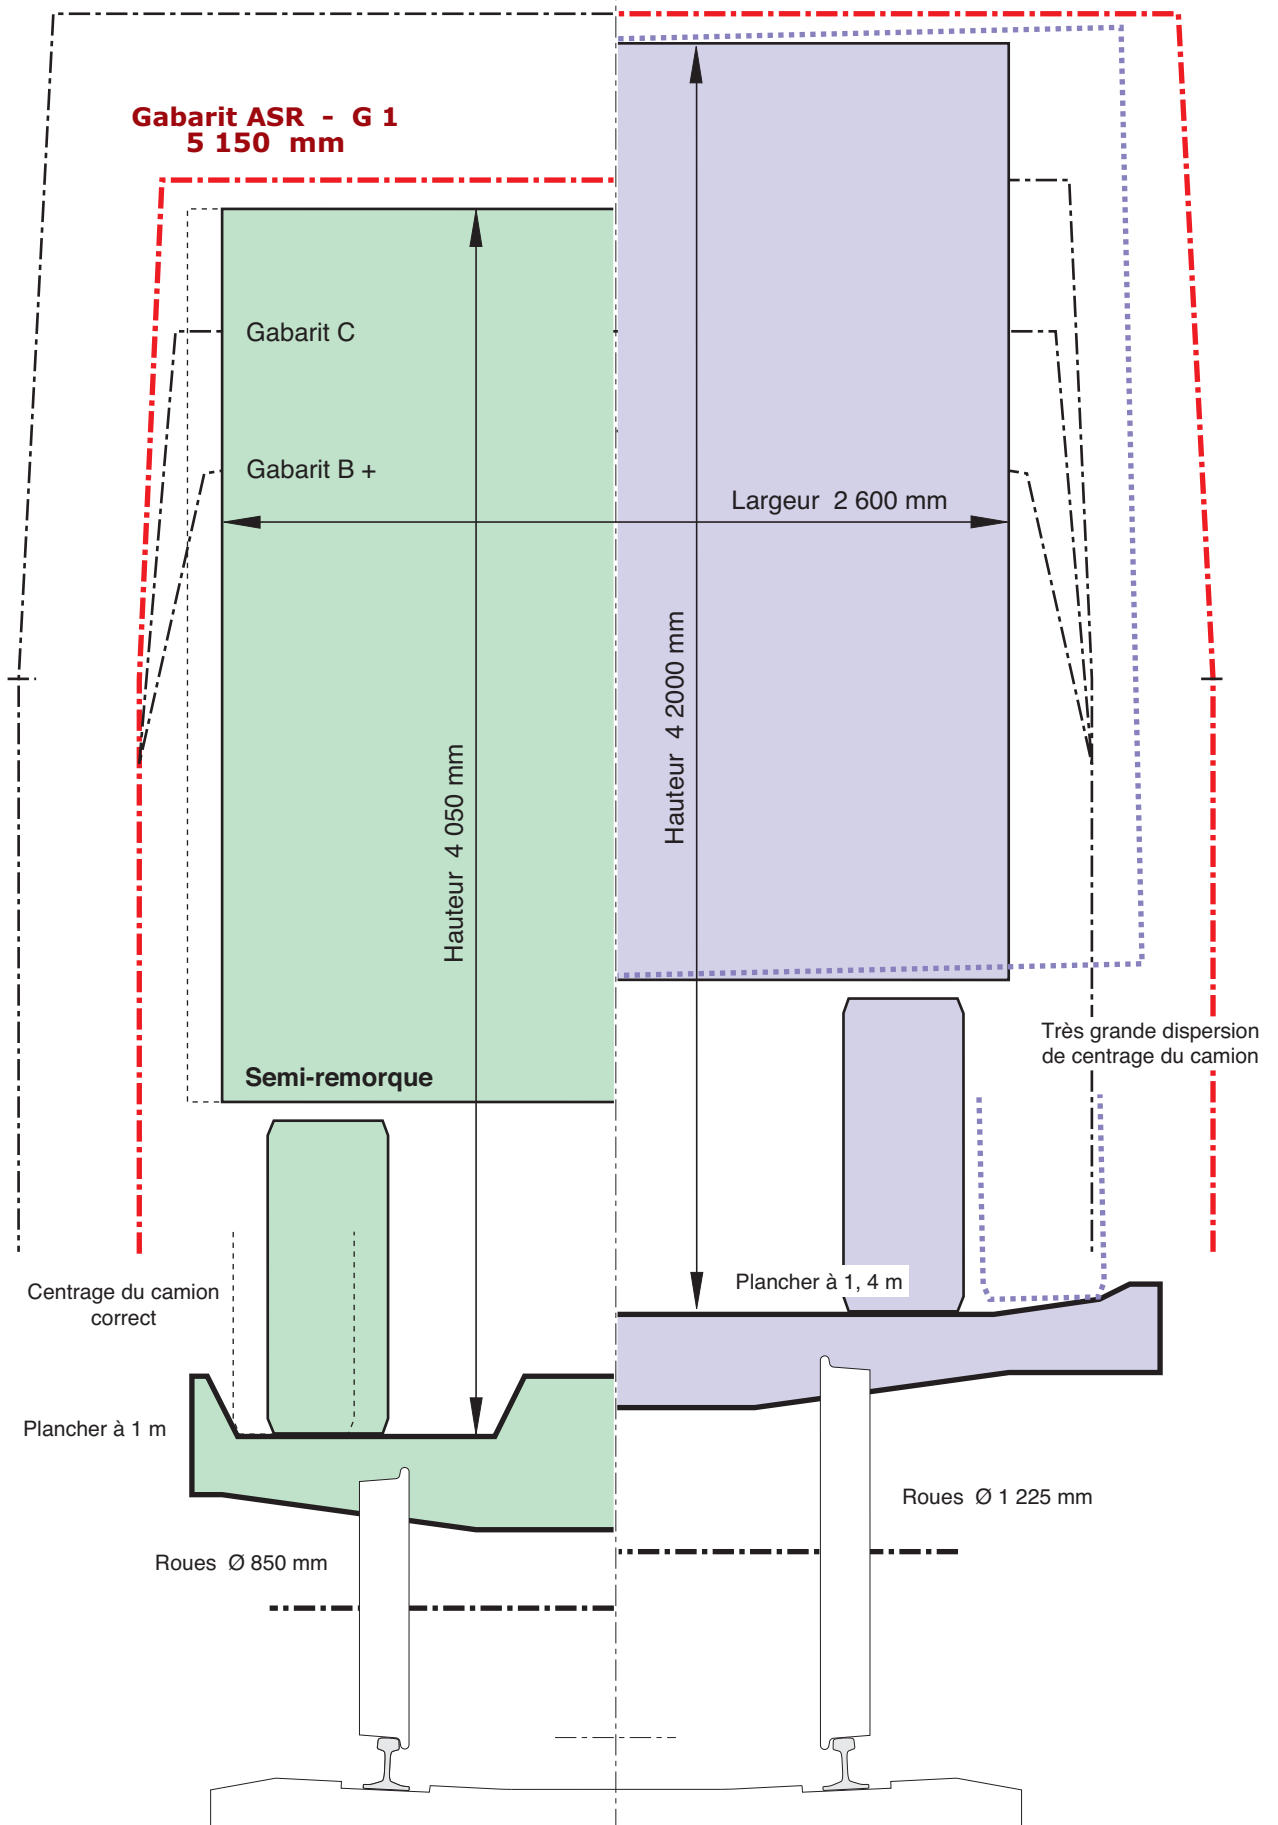 Gabarit ASR - G 1
5 150 mm
Gabarit C
Gabarit B +
Largeur 2 600 mm
Hauteur 4 2000 mm
Hauteur 4 050 mm
Très grande dispersion
de centrage du camion
Semi-remorque
Plancher à 1, 4 m
Centrage du camion
correct
Plancher à 1 m
Roues Ø 1 225 mm
Roues Ø 850 mm